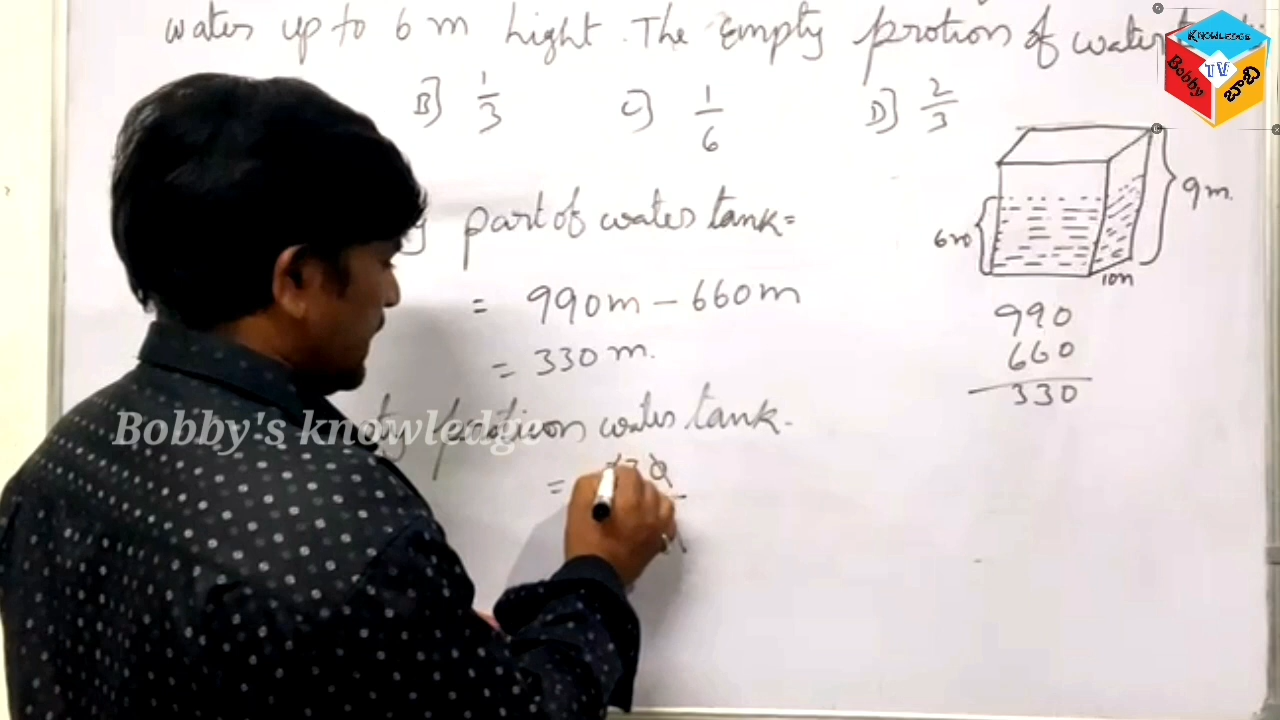 water up to 6 m hight. The Empty protion of water
B] 1/3 C] 1/6 D] 2/3
9m.
6m
10m
part of water tank=
= 990m - 660m
990
660
330
= 330 m.
water tank.
=
KNOWLEDGE
Bobby
TV
Bobby's knowledge